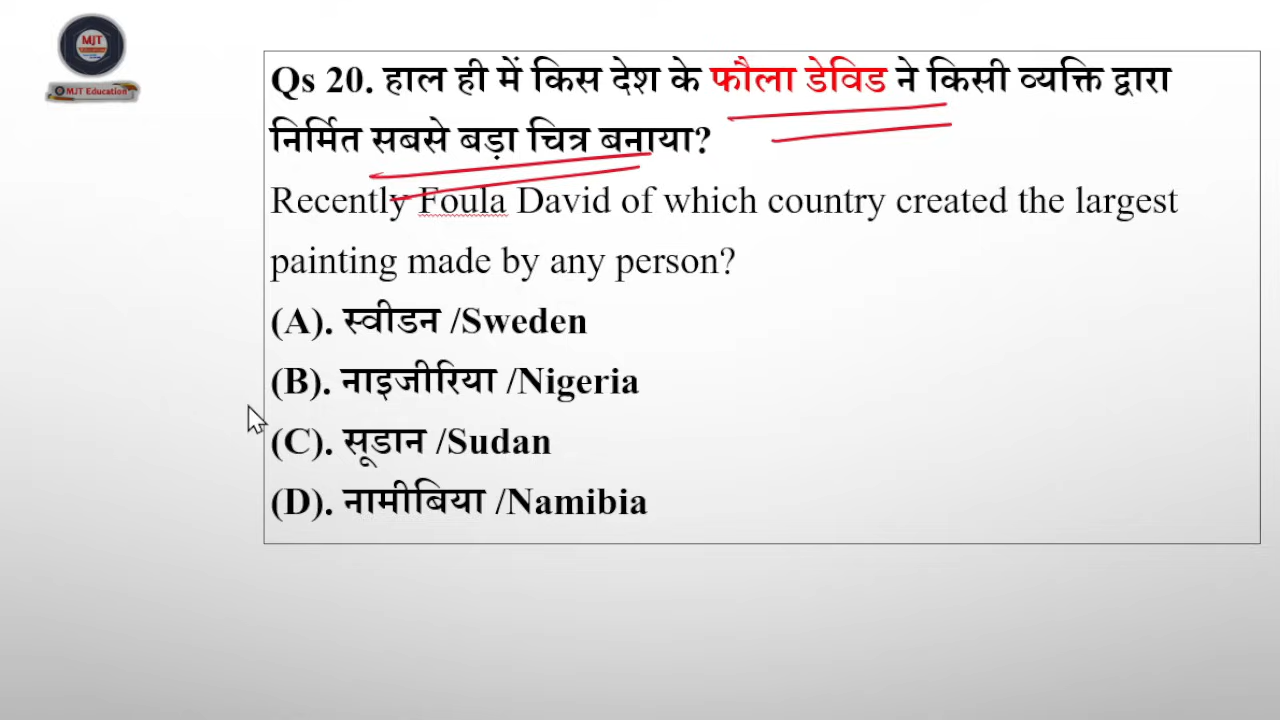 MJT
MJT Education
Qs 20. हाल ही में किस देश के फौला डेविड ने किसी व्यक्ति द्वारा
निर्मित सबसे बड़ा चित्र बनाया?
Recently Foula David of which country created the largest
painting made by any person?
(A). स्वीडन /Sweden
(B). नाइजीरिया /Nigeria
(C). सूडान /Sudan
(D). नामीबिया /Namibia